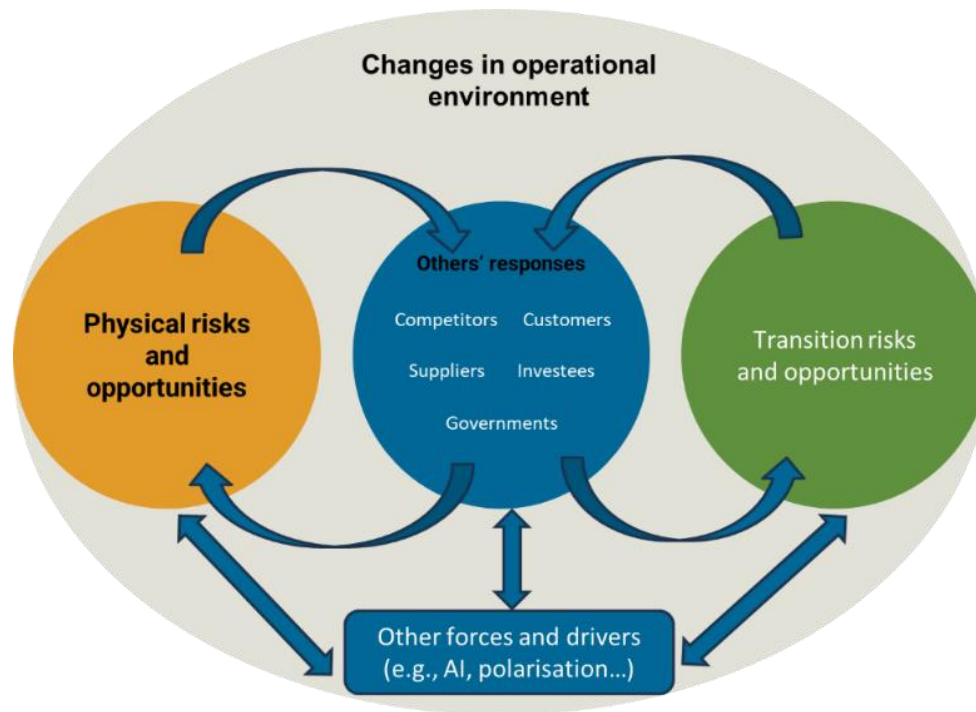 Changes in operational
environment
Physical risks
and
opportunities
Others’ responses
Competitors Customers
Suppliers Investees
Governments
Transition risks
and opportunities
Other forces and drivers
(e.g., AI, polarisation...)